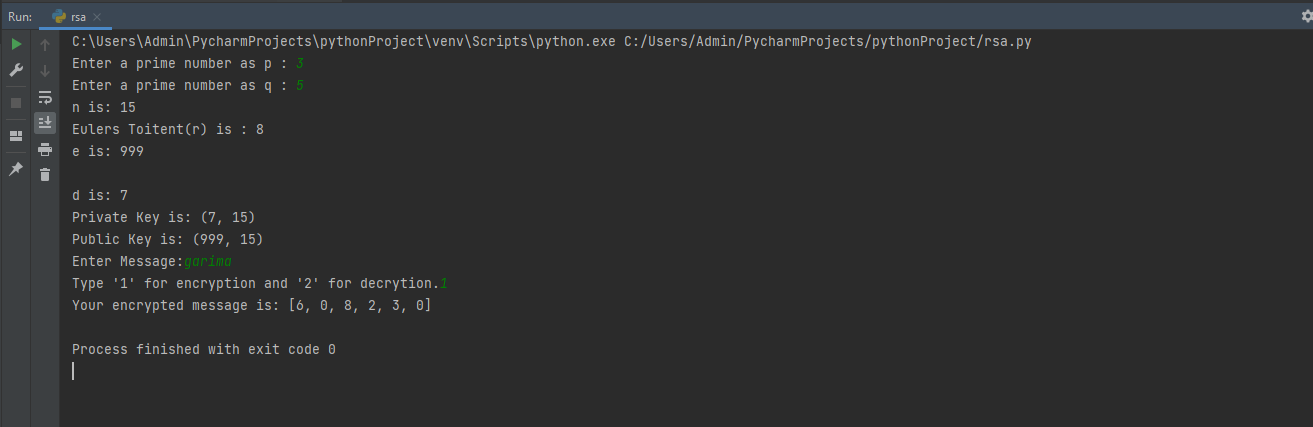 Run: rsa
C:\Users\Admin\PycharmProjects\pythonProject\venv\Scripts\python.exe C:/Users/Admin/PycharmProjects/pythonProject/rsa.py
Enter a prime number as p : 3
Enter a prime number as q : 5
n is: 15
Eulers Toitent(r) is : 8
e is: 999
d is: 7
Private Key is: (7, 15)
Public Key is: (999, 15)
Enter Message:garima
Type '1' for encryption and '2' for decrytion.1
Your encrypted message is: [6, 0, 8, 2, 3, 0]
Process finished with exit code 0